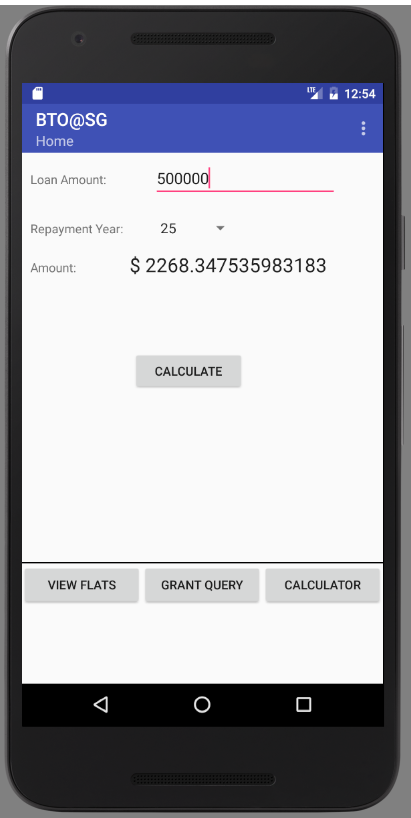 LTE 12:54
BTO@SG
Home
Loan Amount: 500000
Repayment Year: 25
Amount: $ 2268.347535983183
CALCULATE
VIEW FLATS GRANT QUERY CALCULATOR